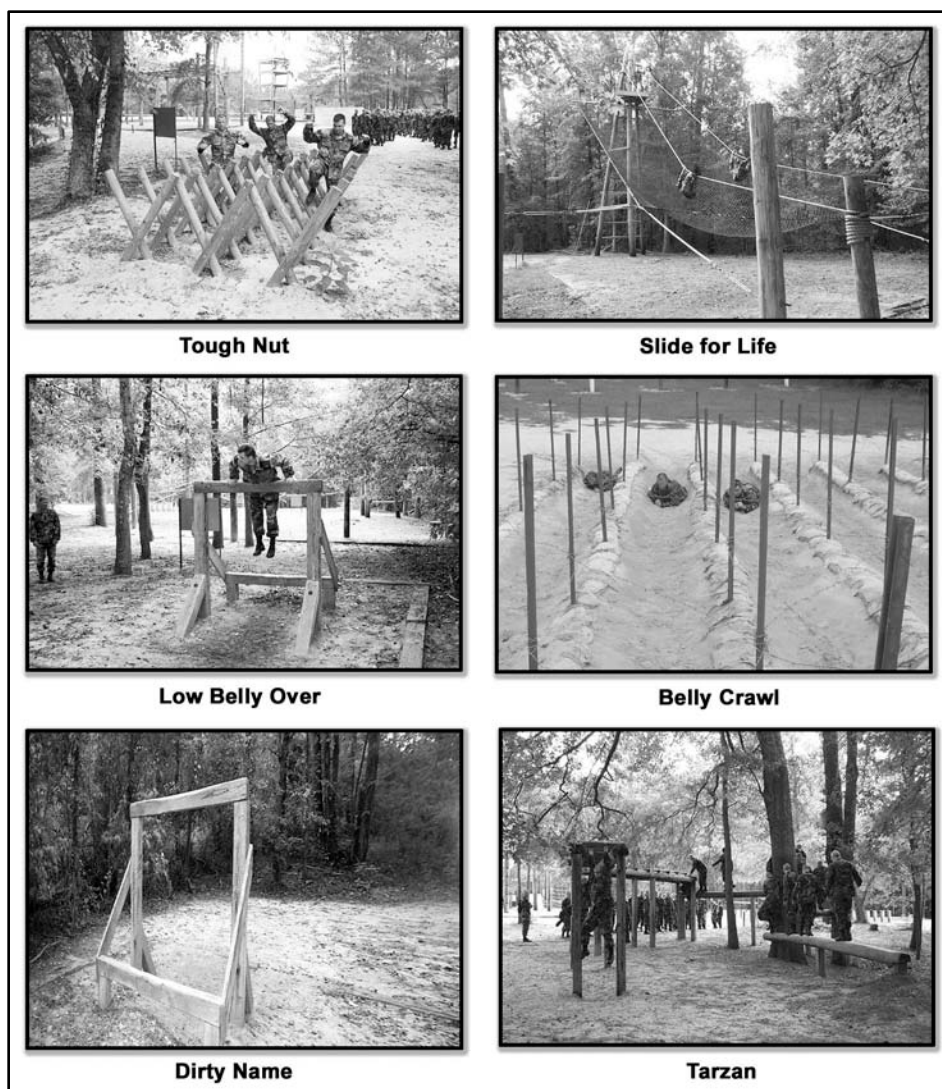 Tough Nut
Slide for Life
Low Belly Over
Belly Crawl
Dirty Name
Tarzan